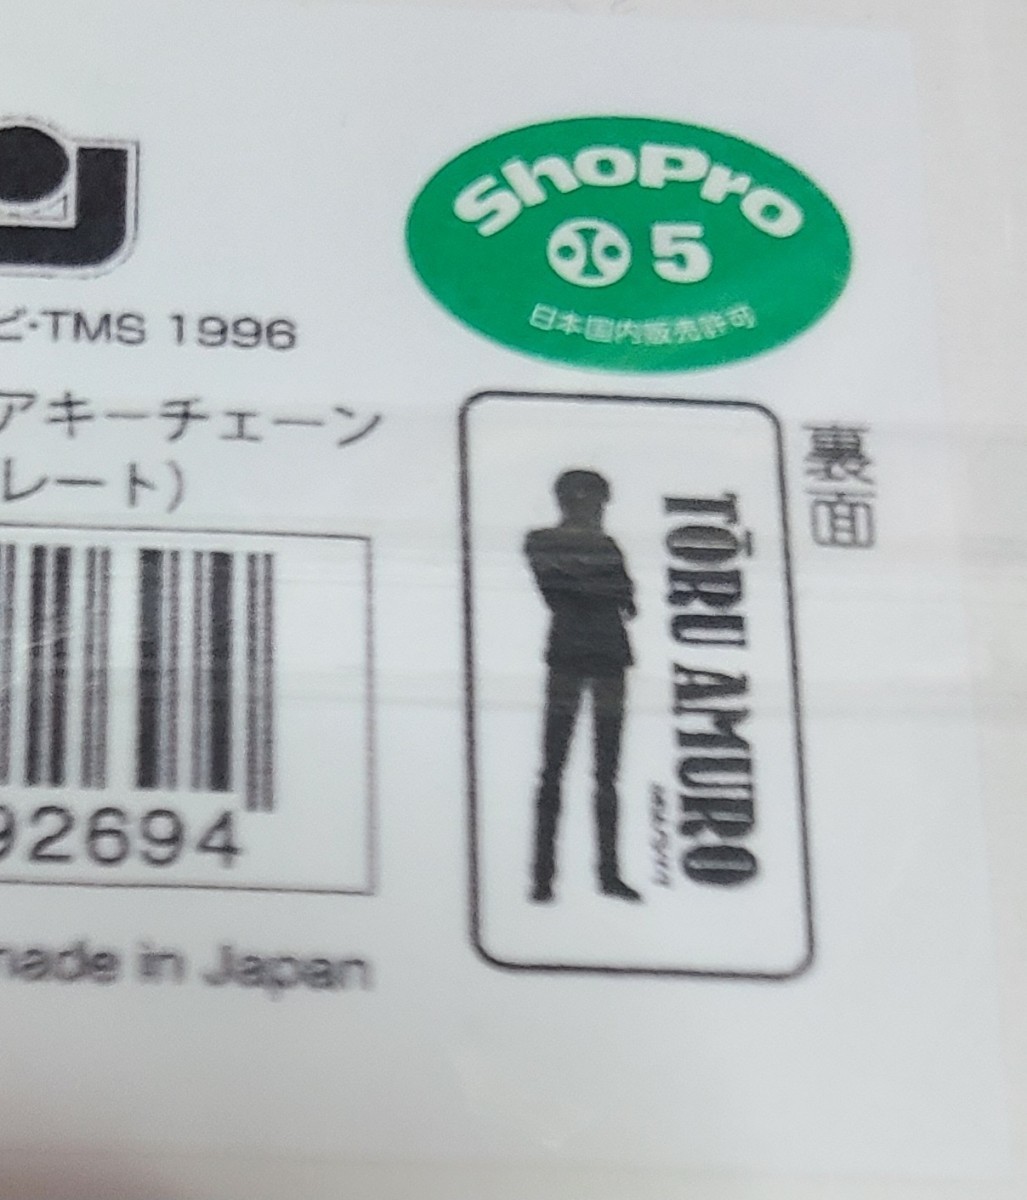 ShoPro
5
日本国内販売許可
ビ・TMS 1996
アキーチェーン
レート）
裏面
TŌRU AMURO
92694
made in Japan